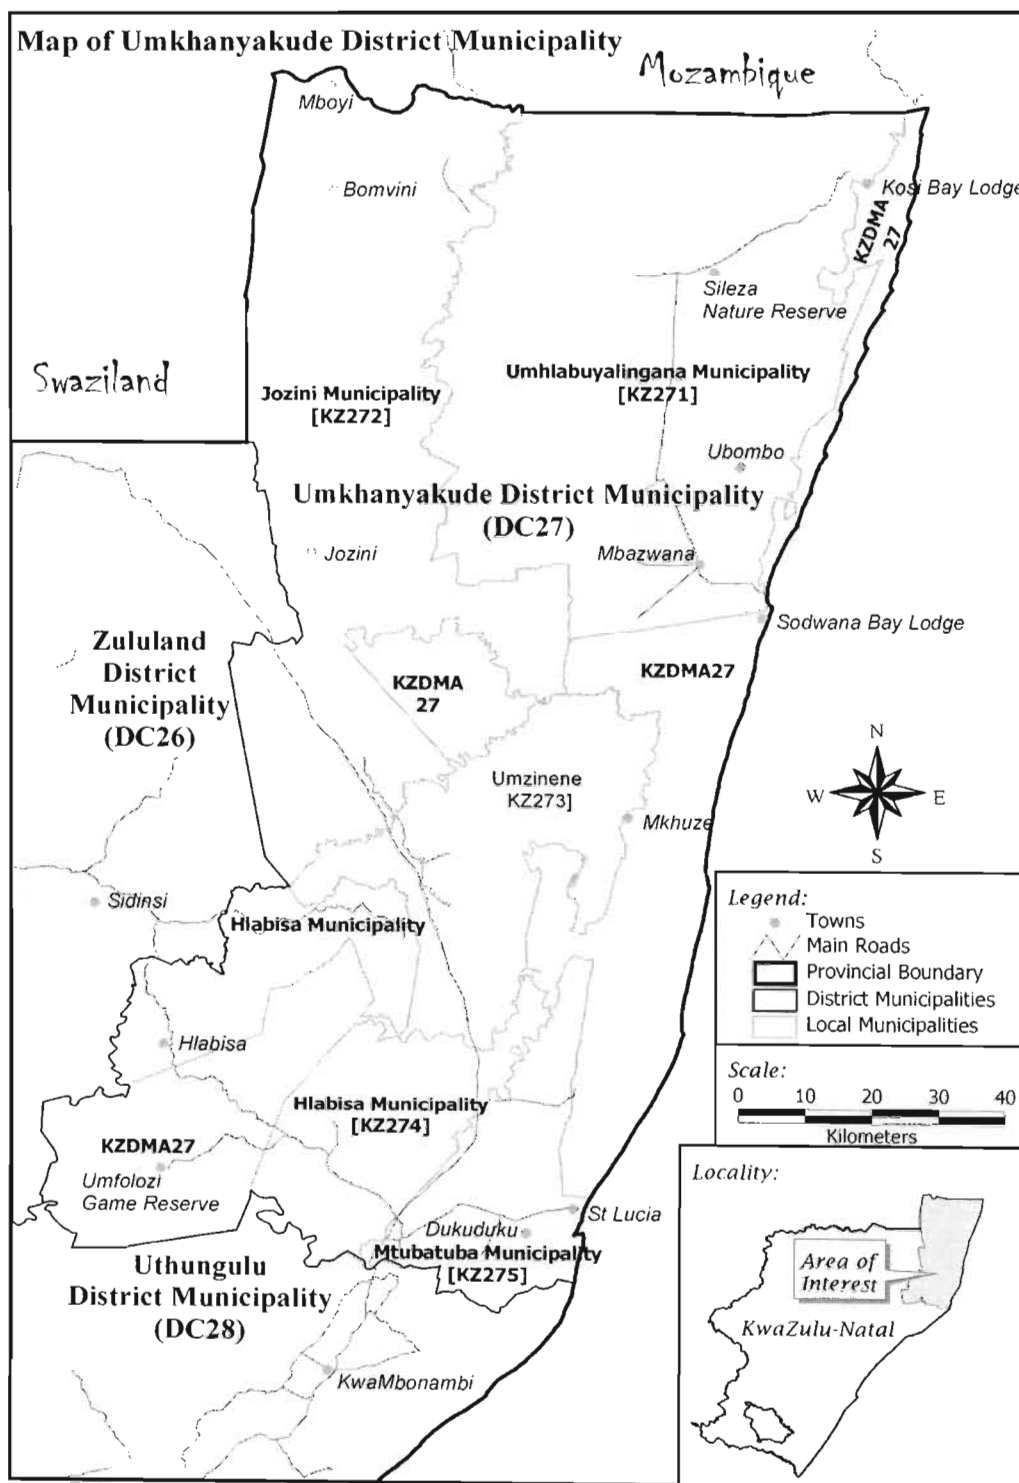 Map of Umkhanyakude District Municipality
Mozambique
Mboyi
Bomvini
Kosi Bay Lodge
KZDMA
27
Sileza
Nature Reserve
Swaziland
Umhlabuyalingana Municipality
[KZ271]
Jozini Municipality
[KZ272]
Ubombo
Umkhanyakude District Municipality
(DC27)
Jozini
Mbazwana
Sodwana Bay Lodge
Zululand
District
Municipality
(DC26)
KZDMA
27
KZDMA27
Umzinene
KZ273]
Mkhuze
N
W
E
S
Sidinsi
Hlabisa Municipality
Legend:
Towns
Main Roads
Provincial Boundary
District Municipalities
Local Municipalities
Hlabisa
Scale:
0 10 20 30 40
Kilometers
Hlabisa Municipality
[KZ274]
KZDMA27
Umfolozi
Game Reserve
St Lucia
Dukuduku
Mtubatuba Municipality
[KZ275]
Uthungulu
District Municipality
(DC28)
KwaMbonambi
Locality:
Area of
Interest
KwaZulu-Natal